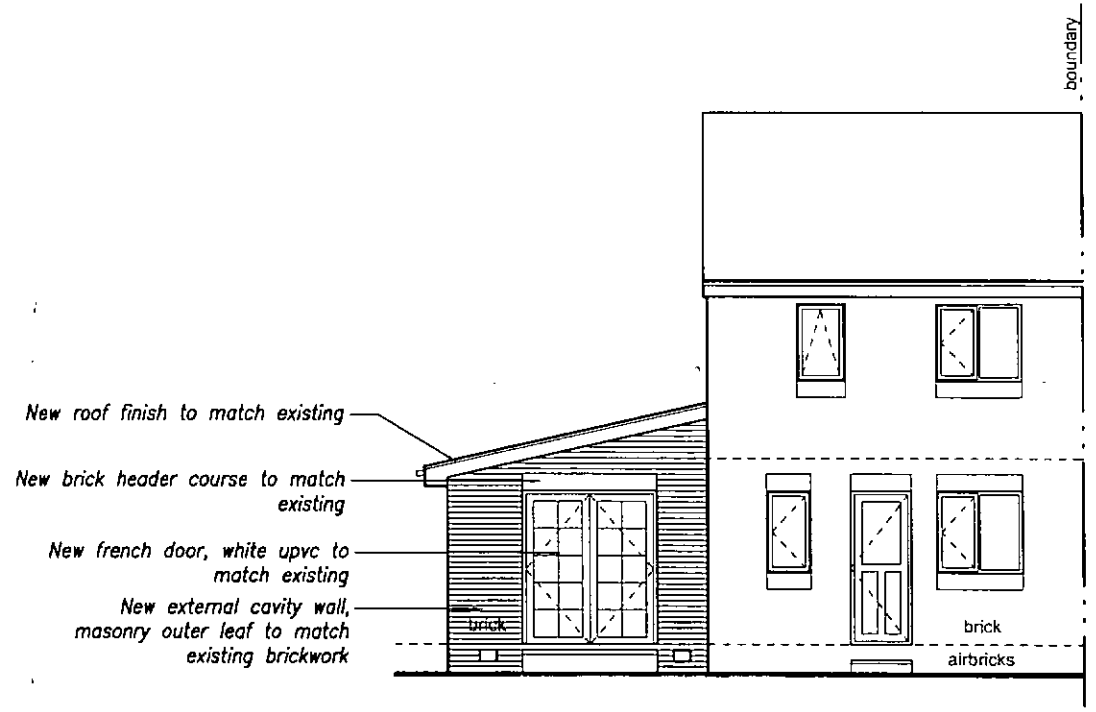 boundary
New roof finish to match existing
New brick header course to match
existing
New french door, white upvc to
match existing
New external cavity wall,
masonry outer leaf to match
existing brickwork
brick
brick
airbricks